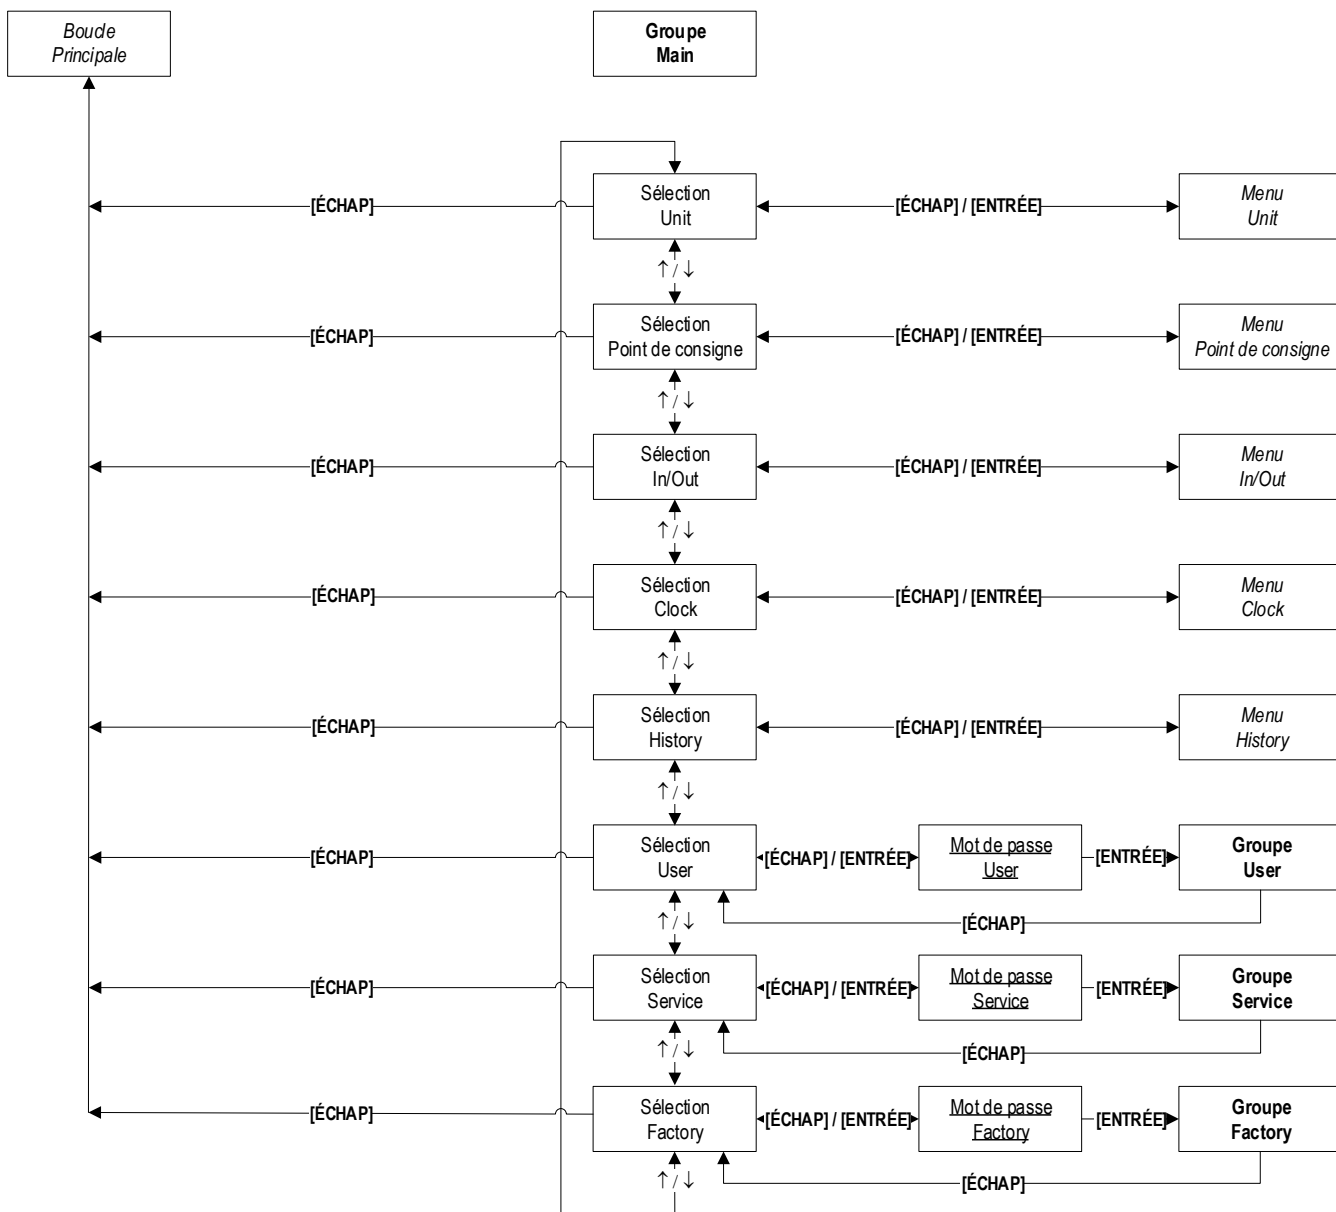 Boucle
Principale
Groupe
Main
[ÉCHAP]
Sélection
Unit
[ÉCHAP] / [ENTRÉE]
Menu
Unit
↑ / ↓
[ÉCHAP]
Sélection
Point de consigne
[ÉCHAP] / [ENTRÉE]
Menu
Point de consigne
↑ / ↓
[ÉCHAP]
Sélection
In/Out
[ÉCHAP] / [ENTRÉE]
Menu
In/Out
↑ / ↓
[ÉCHAP]
Sélection
Clock
[ÉCHAP] / [ENTRÉE]
Menu
Clock
↑ / ↓
[ÉCHAP]
Sélection
History
[ÉCHAP] / [ENTRÉE]
Menu
History
↑ / ↓
[ÉCHAP]
Sélection
User
[ÉCHAP] / [ENTRÉE]
Mot de passe
User
[ENTRÉE]
Groupe
User
↑ / ↓
[ÉCHAP]
[ÉCHAP]
Sélection
Service
[ÉCHAP] / [ENTRÉE]
Mot de passe
Service
[ENTRÉE]
Groupe
Service
↑ / ↓
[ÉCHAP]
[ÉCHAP]
Sélection
Factory
[ÉCHAP] / [ENTRÉE]
Mot de passe
Factory
[ENTRÉE]
Groupe
Factory
↑ / ↓
[ÉCHAP]